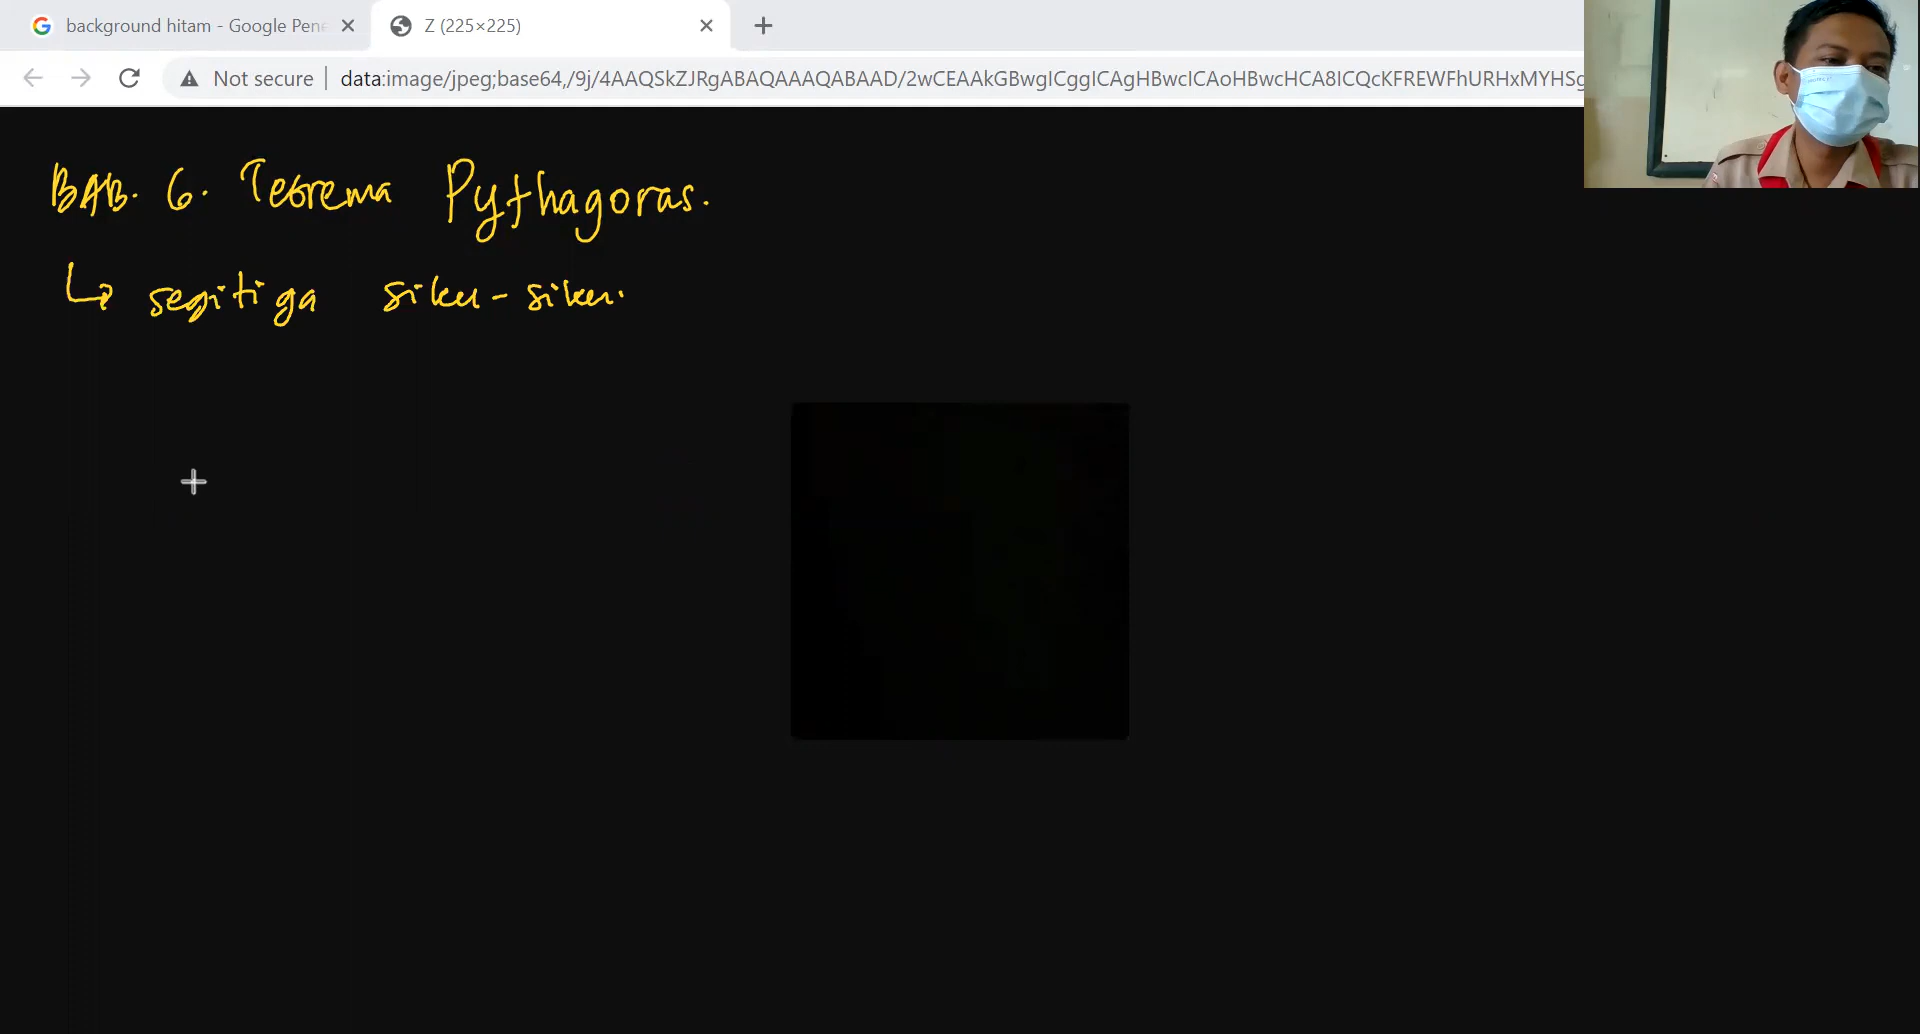 background hitam - Google Pene
Z (225×225)
Not secure
data:image/jpeg;base64,/9j/4AAQSkZJRgABAQAAAQABAAD/2wCEAAkGBwgICggICAgHBwcICAoHBwcHCA8ICQcKFREWFhURHxMYHSg
BAB. 6. Teorema Pythagoras.
↳ segitiga siku-siku.